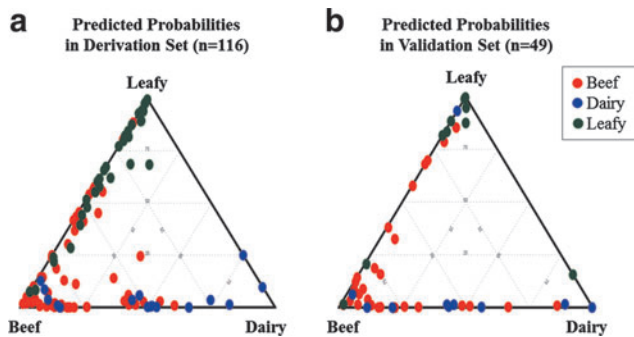 a
Predicted Probabilities
in Derivation Set (n=116)
Leafy
Beef
Dairy
b
Predicted Probabilities
in Validation Set (n=49)
Leafy
Beef
Dairy
Leafy
Beef
Dairy